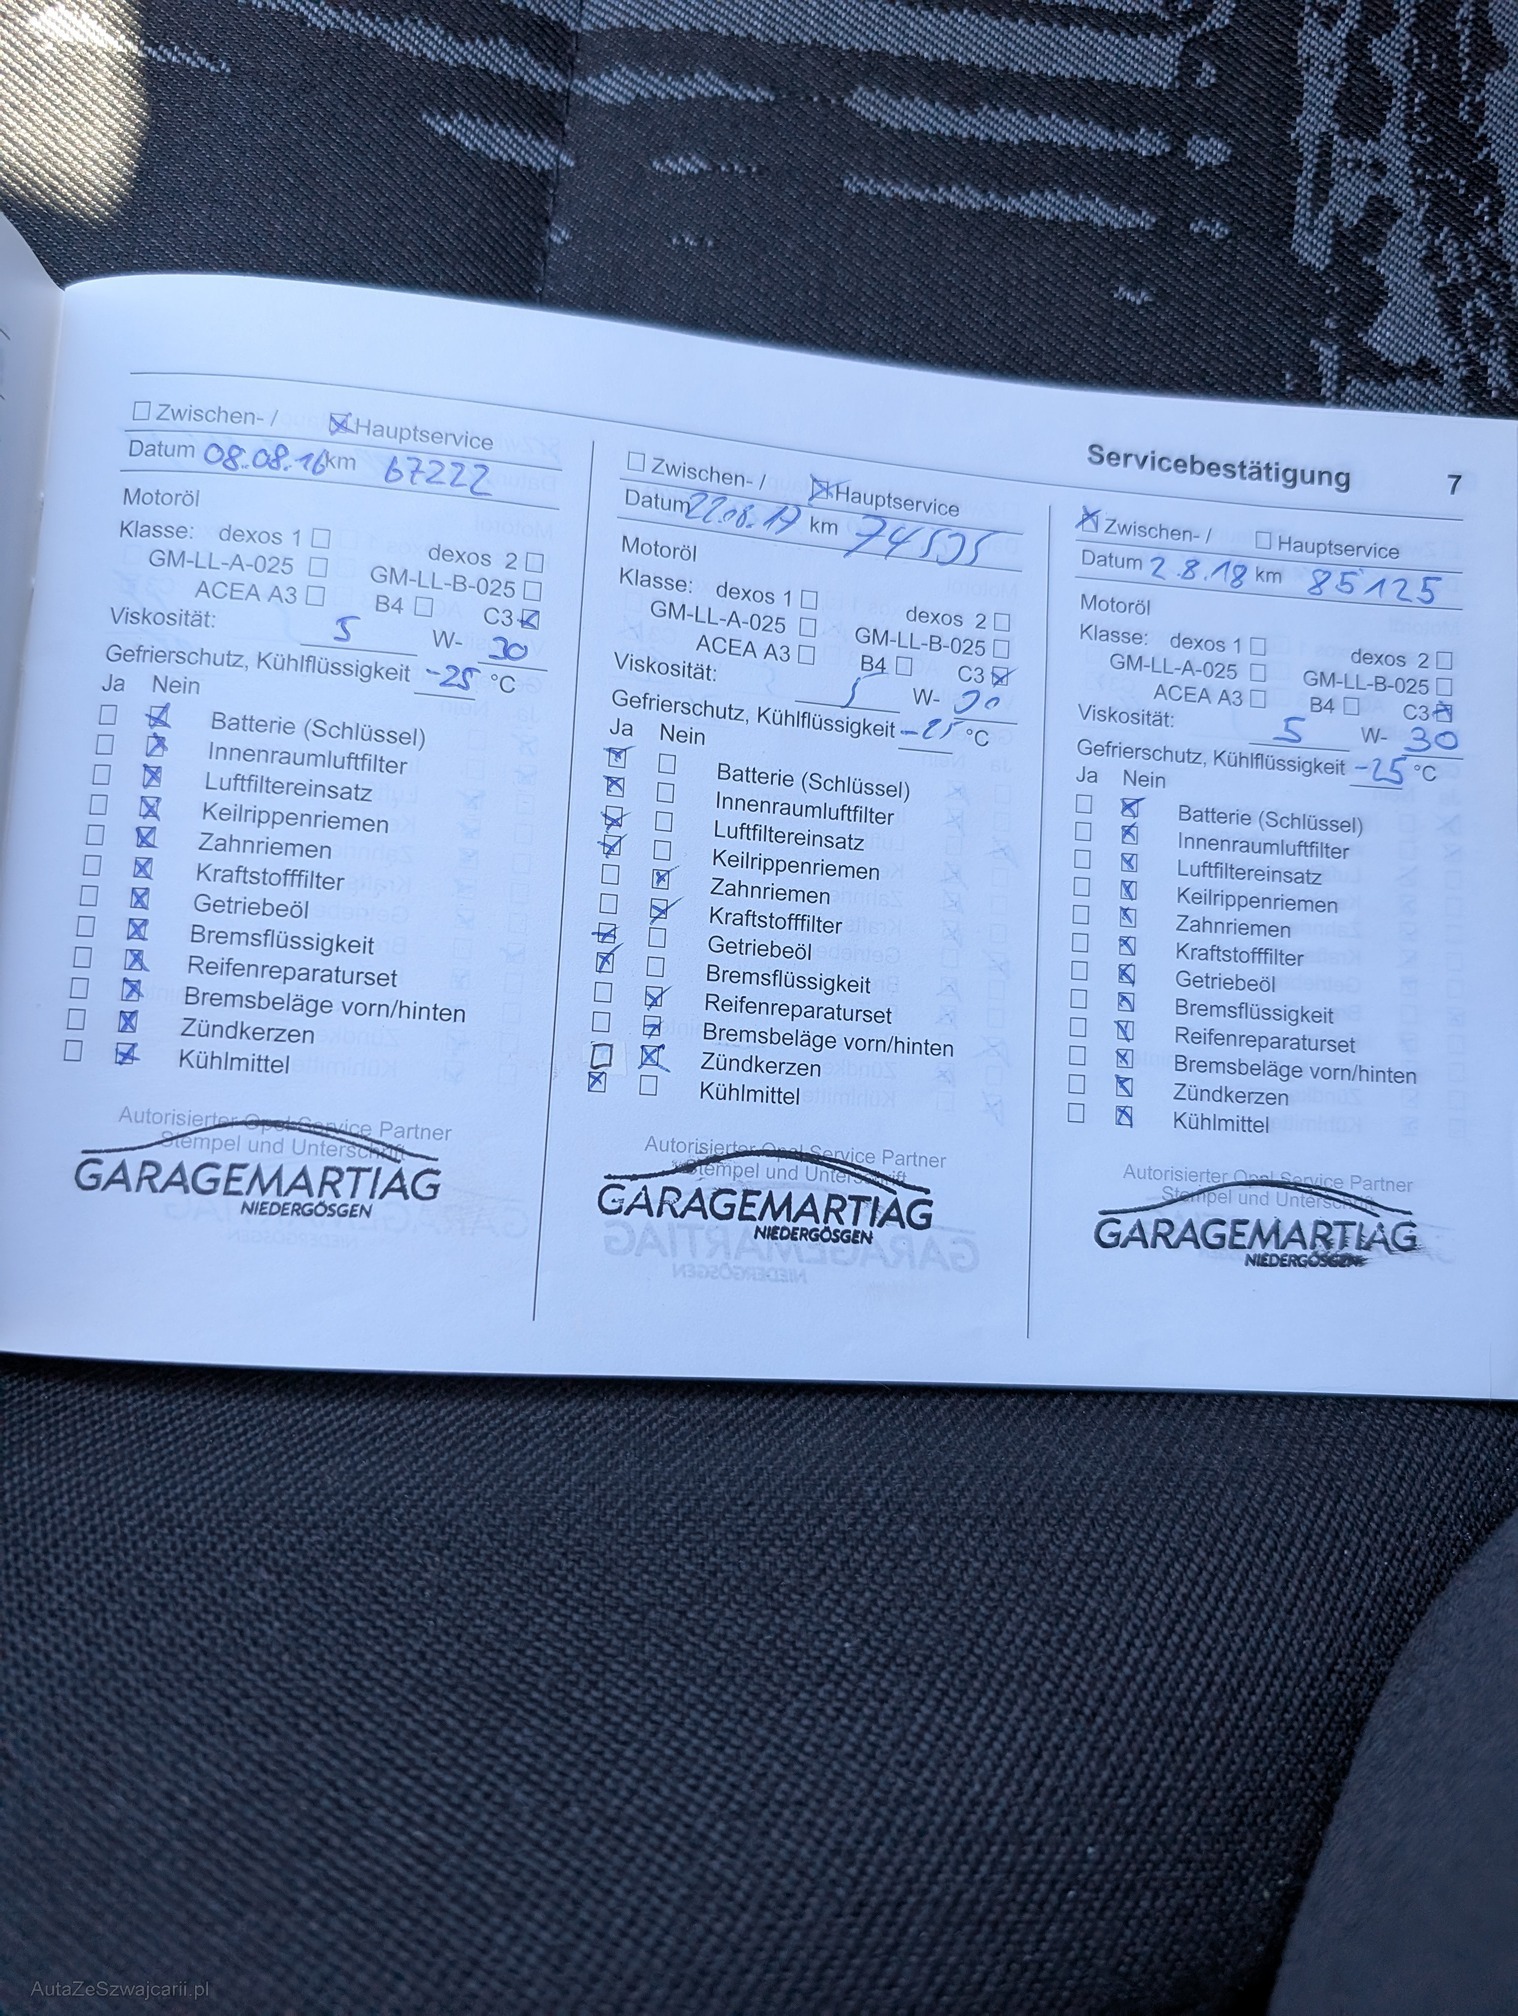 Servicebestätigung 7
☐ Zwischen- / ☒ Hauptservice
Datum 08.08.16 km 67222
Motoröl
Klasse: dexos 1 ☐ dexos 2 ☐
GM-LL-A-025 ☐ GM-LL-B-025 ☐
ACEA A3 ☐ B4 ☐ C3 ☒
Viskosität: 5 W- 30
Gefrierschutz, Kühlflüssigkeit -25 °C
Ja Nein
☐ ☒ Batterie (Schlüssel)
☐ ☒ Innenraumluftfilter
☐ ☒ Luftfiltereinsatz
☐ ☒ Keilrippenriemen
☐ ☒ Zahnriemen
☐ ☒ Kraftstofffilter
☐ ☒ Getriebeöl
☐ ☒ Bremsflüssigkeit
☐ ☒ Reifenreparaturset
☐ ☒ Bremsbeläge vorn/hinten
☐ ☒ Zündkerzen
☐ ☒ Kühlmittel
Autorisierter Opel Service Partner
Stempel und Unterschrift
GARAGEMARTIAG
NIEDERGÖSGEN
☐ Zwischen- / ☒ Hauptservice
Datum 22.08.17 km 74505
Motoröl
Klasse: dexos 1 ☐ dexos 2 ☐
GM-LL-A-025 ☐ GM-LL-B-025 ☐
ACEA A3 ☐ B4 ☐ C3 ☒
Viskosität: 5 W- 30
Gefrierschutz, Kühlflüssigkeit -25 °C
Ja Nein
☒ ☐ Batterie (Schlüssel)
☒ ☐ Innenraumluftfilter
☒ ☐ Luftfiltereinsatz
☒ ☐ Keilrippenriemen
☐ ☒ Zahnriemen
☐ ☒ Kraftstofffilter
☒ ☐ Getriebeöl
☒ ☐ Bremsflüssigkeit
☐ ☒ Reifenreparaturset
☐ ☒ Bremsbeläge vorn/hinten
☐ ☒ Zündkerzen
☒ ☐ Kühlmittel
Autorisierter Opel Service Partner
Stempel und Unterschrift
GARAGEMARTIAG
NIEDERGÖSGEN
☒ Zwischen- / ☐ Hauptservice
Datum 2.8.18 km 85125
Motoröl
Klasse: dexos 1 ☐ dexos 2 ☐
GM-LL-A-025 ☐ GM-LL-B-025 ☐
ACEA A3 ☐ B4 ☐ C3 ☒
Viskosität: 5 W- 30
Gefrierschutz, Kühlflüssigkeit -25 °C
Ja Nein
☐ ☒ Batterie (Schlüssel)
☐ ☒ Innenraumluftfilter
☐ ☒ Luftfiltereinsatz
☐ ☒ Keilrippenriemen
☐ ☒ Zahnriemen
☐ ☒ Kraftstofffilter
☐ ☒ Getriebeöl
☐ ☒ Bremsflüssigkeit
☐ ☒ Reifenreparaturset
☐ ☒ Bremsbeläge vorn/hinten
☐ ☒ Zündkerzen
☐ ☒ Kühlmittel
Autorisierter Opel Service Partner
Stempel und Unterschrift
GARAGEMARTIAG
NIEDERGÖSGEN
AutaZeSzwajcarii.pl